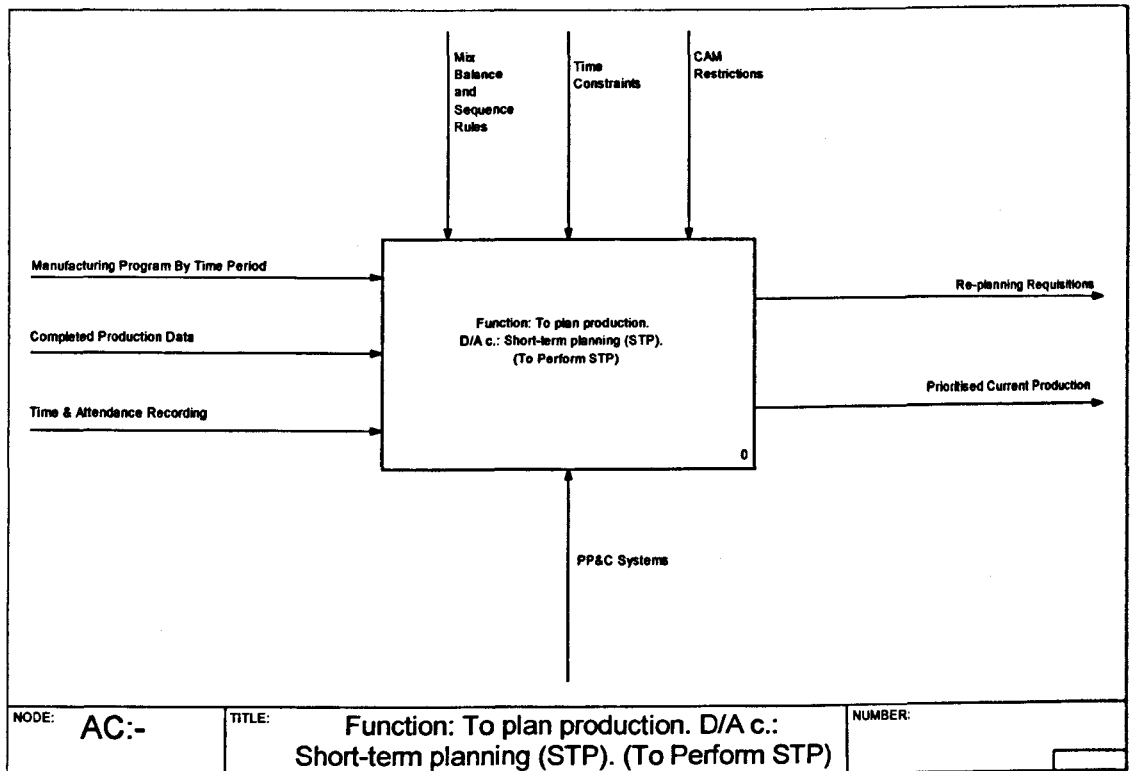 Mix
Balance
and
Sequence
Rules
Time
Constraints
CAM
Restrictions
Manufacturing Program By Time Period
Completed Production Data
Time & Attendance Recording
Function: To plan production.
D/A c.: Short-term planning (STP).
(To Perform STP)
0
Re-planning Requisitions
Prioritised Current Production
PP&C Systems
NODE:
AC:-
TITLE:
Function: To plan production. D/A c.:
Short-term planning (STP). (To Perform STP)
NUMBER: